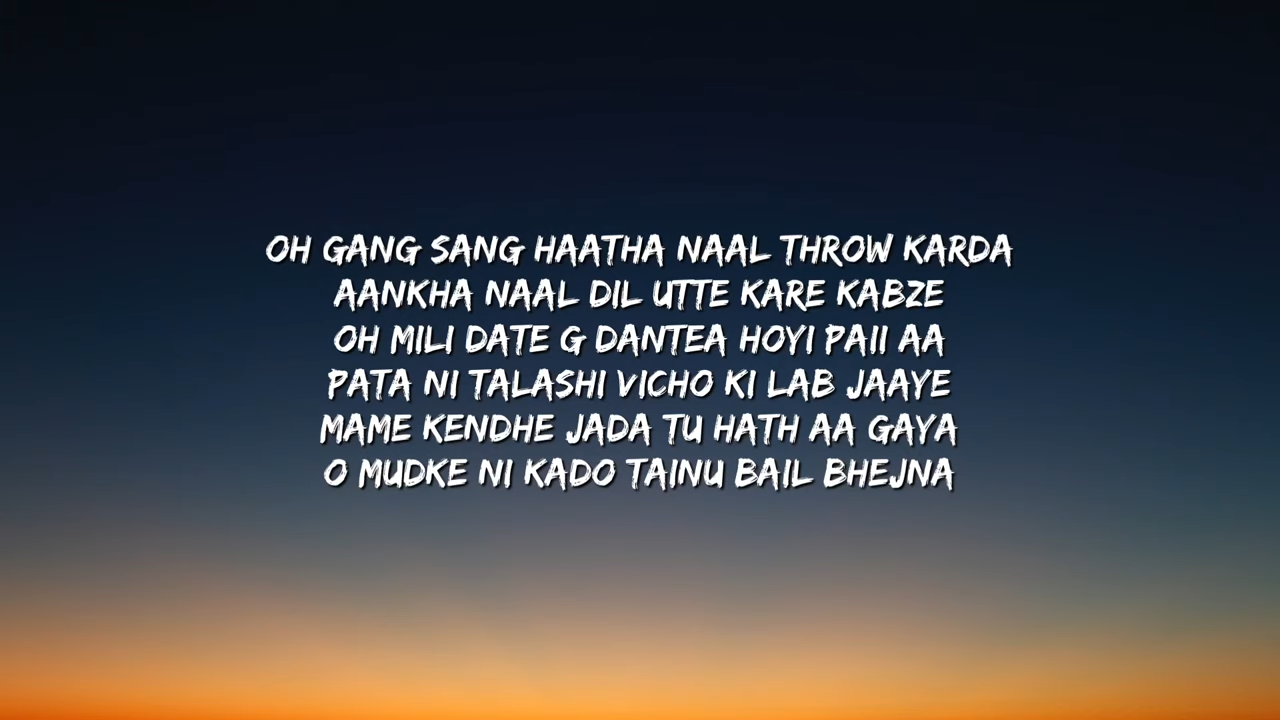 OH GANG SANG HAATHA NAAL THROW KARDA
AANKHA NAAL DIL UTTE KARE KABZE
OH MILI DATE G DANTEA HOYI PAII AA
PATA NI TALASHI VICHO KI LAB JAAYE
MAME KENDHE JADA TU HATH AA GAYA
O MUDKE NI KADO TAINU BAIL BHEJNA